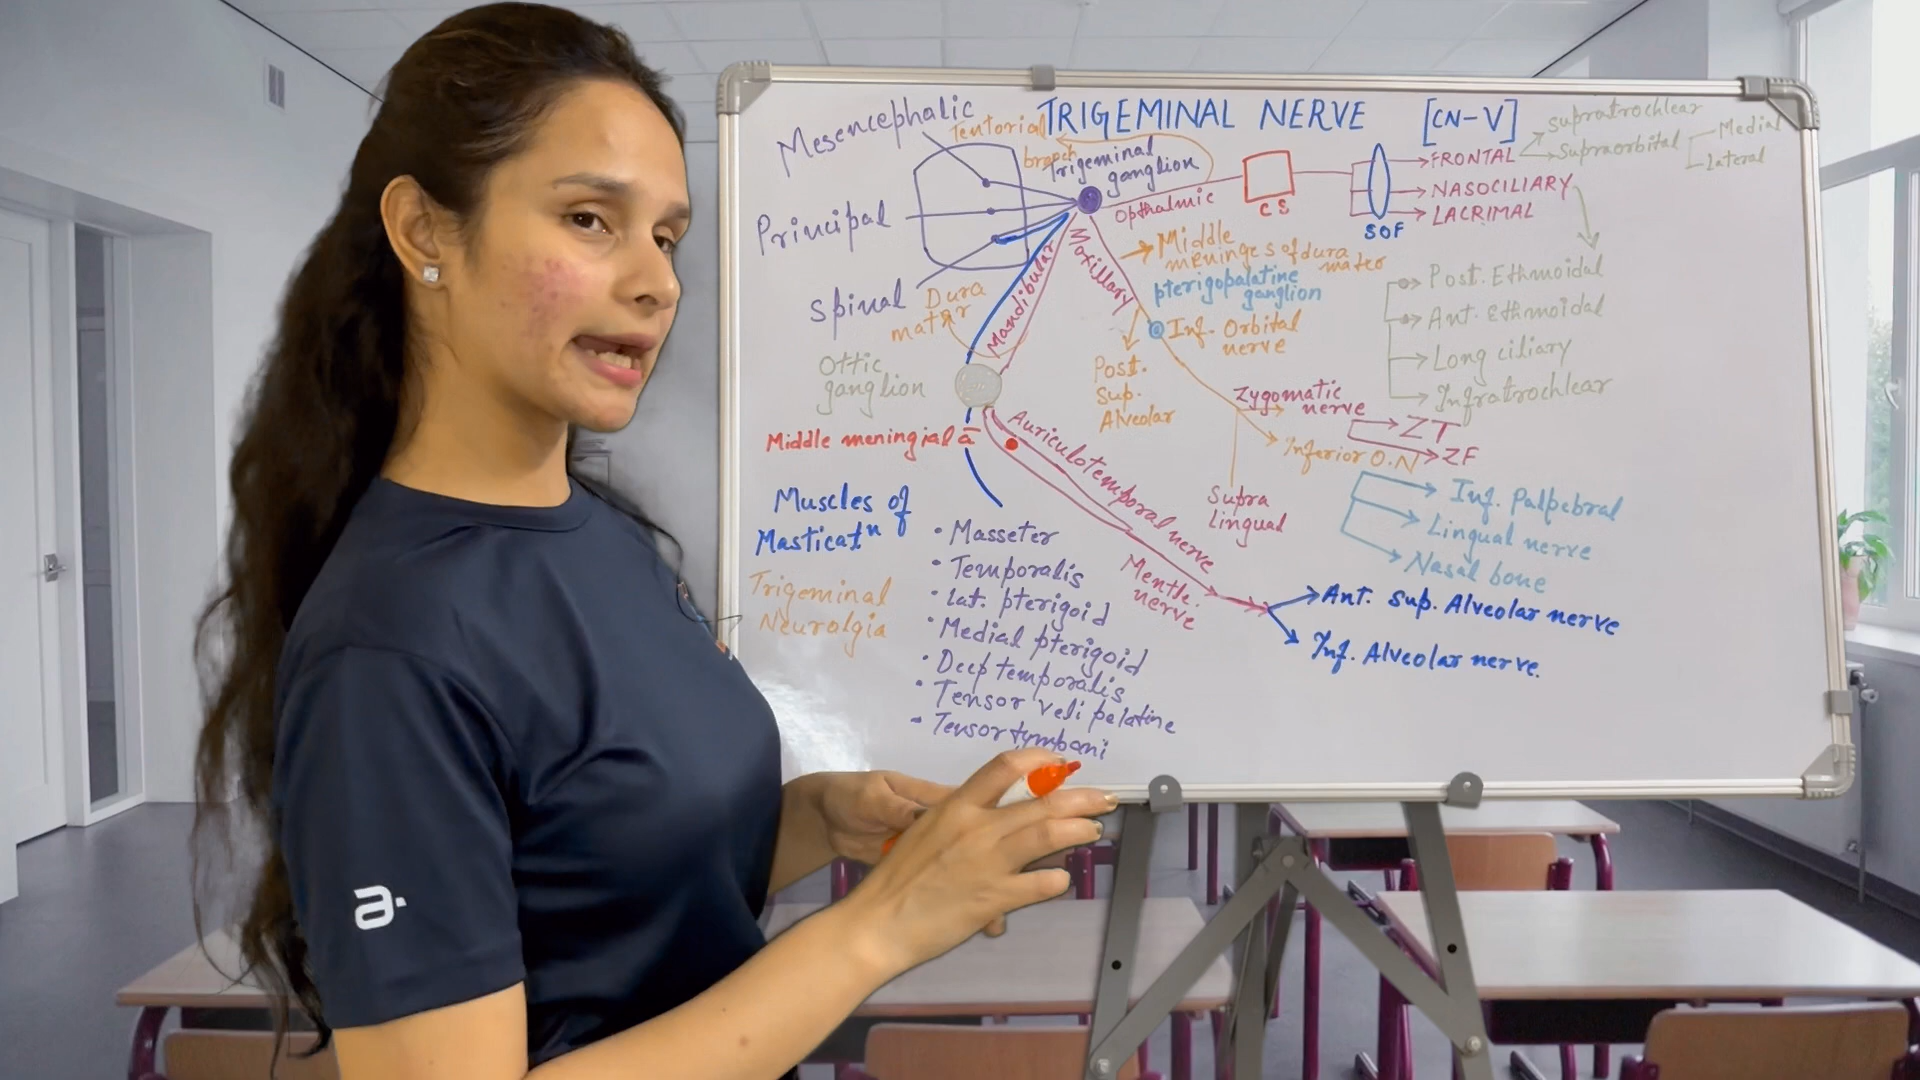 TRIGEMINAL NERVE [CN-V]
Mesencephalic
Principal
Spinal
Tentorial
branch
Trigeminal
ganglion
Opthalmic
CS
SOF
FRONTAL
NASOCILIARY
LACRIMAL
Supratrochlear
Supraorbital
Medial
Lateral
Post. Ethmoidal
Ant. Ethmoidal
Long ciliary
Infratrochlear
Maxillary
Middle
meninges of dura
mater
pterigopalatine
ganglion
Inf. Orbital
nerve
Post.
Sup.
Alveolar
Zygomatic
nerve
ZT
ZF
Inferior O.N
Supra
lingual
Inf. Palpebral
Lingual nerve
Nasal bone
Mandibular
Dura
mater
Ottic
ganglion
Middle meningial a
Auriculotemporal nerve
Mentle.
nerve
Ant. Sup. Alveolar nerve
Inf. Alveolar nerve.
Muscles of
Masticatn
Trigeminal
Neuralgia
• Masseter
• Temporalis
• Lat. pterigoid
• Medial pterigoid
• Deep temporalis
• Tensor veli palatine
• Tensor tympani
a.